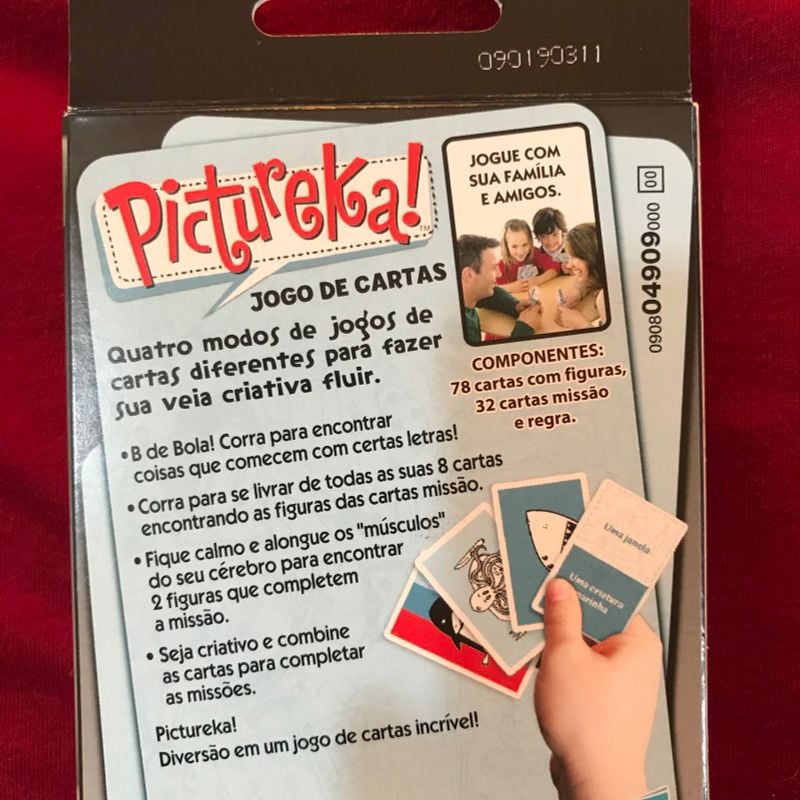 090190311
Pictureka!
TM
JOGO DE CARTAS
JOGUE COM
SUA FAMÍLIA
E AMIGOS.
00
0806004909000
Quatro modos de jogos de
cartas diferentes para fazer
sua veia criativa fluir.
COMPONENTES:
78 cartas com figuras,
32 cartas missão
e regra.
•B de Bola! Corra para encontrar
coisas que comecem com certas letras!
•Corra para se livrar de todas as suas 8 cartas
encontrando as figuras das cartas missão.
•Fique calmo e alongue os "músculos"
do seu cérebro para encontrar
2 figuras que completem
a missão.
•Seja criativo e combine
as cartas para completar
as missões.
Uma janela
Uma criatura
Pictureka!
Diversão em um jogo de cartas incrível!